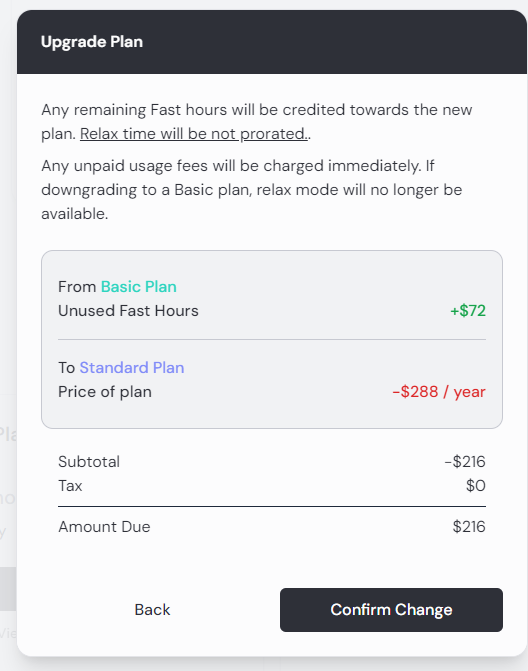 Upgrade Plan
Any remaining Fast hours will be credited towards the new
plan. Relax time will be not prorated..
Any unpaid usage fees will be charged immediately. If
downgrading to a Basic plan, relax mode will no longer be
available.
From Basic Plan
Unused Fast Hours +$72
To Standard Plan
Price of plan -$288 / year
Subtotal -$216
Tax $0
Amount Due $216
Back Confirm Change